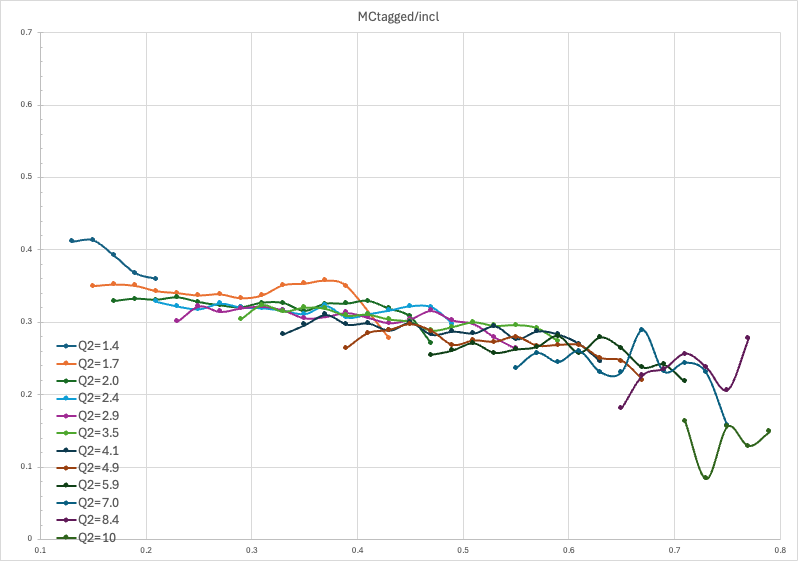 MCtagged/incl
0.7
0.6
0.5
0.4
0.3
0.2
0.1
0
Q2=1.4
Q2=1.7
Q2=2.0
Q2=2.4
Q2=2.9
Q2=3.5
Q2=4.1
Q2=4.9
Q2=5.9
Q2=7.0
Q2=8.4
Q2=10
0.1 0.2 0.3 0.4 0.5 0.6 0.7 0.8